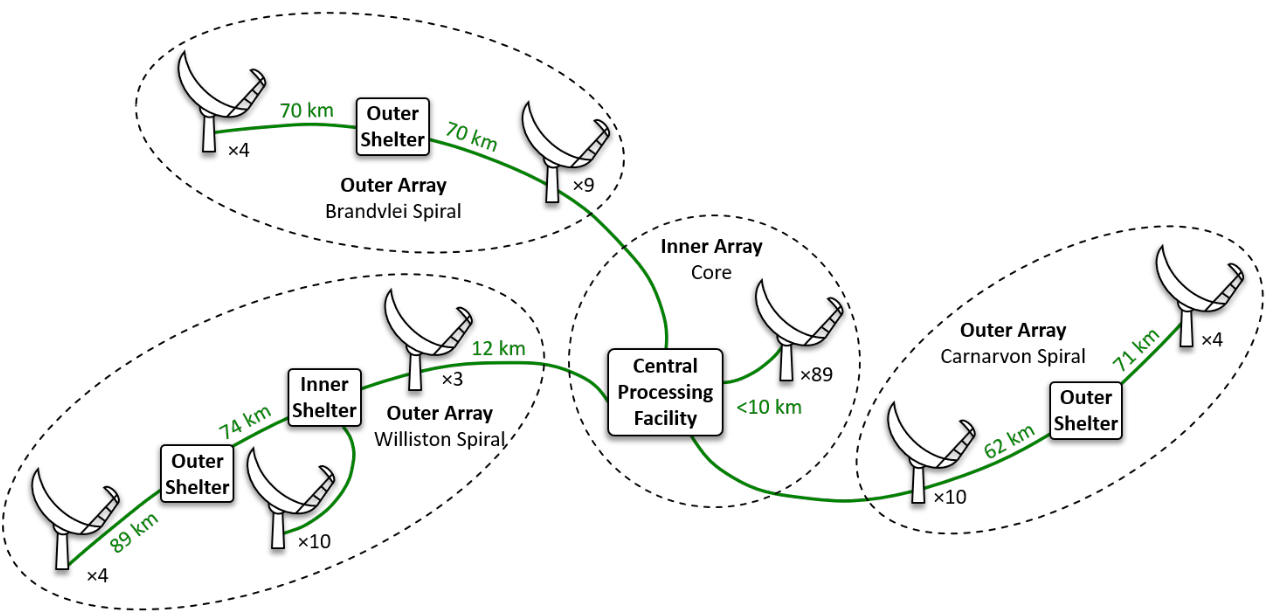 70 km
Outer
Shelter
70 km
×4
×9
Outer Array
Brandvlei Spiral
Inner Array
Core
Central
Processing
Facility
×89
<10 km
Outer Array
Carnarvon Spiral
71 km
×4
Outer
Shelter
62 km
×10
12 km
×3
Inner
Shelter
Outer Array
Williston Spiral
74 km
Outer
Shelter
×10
89 km
×4